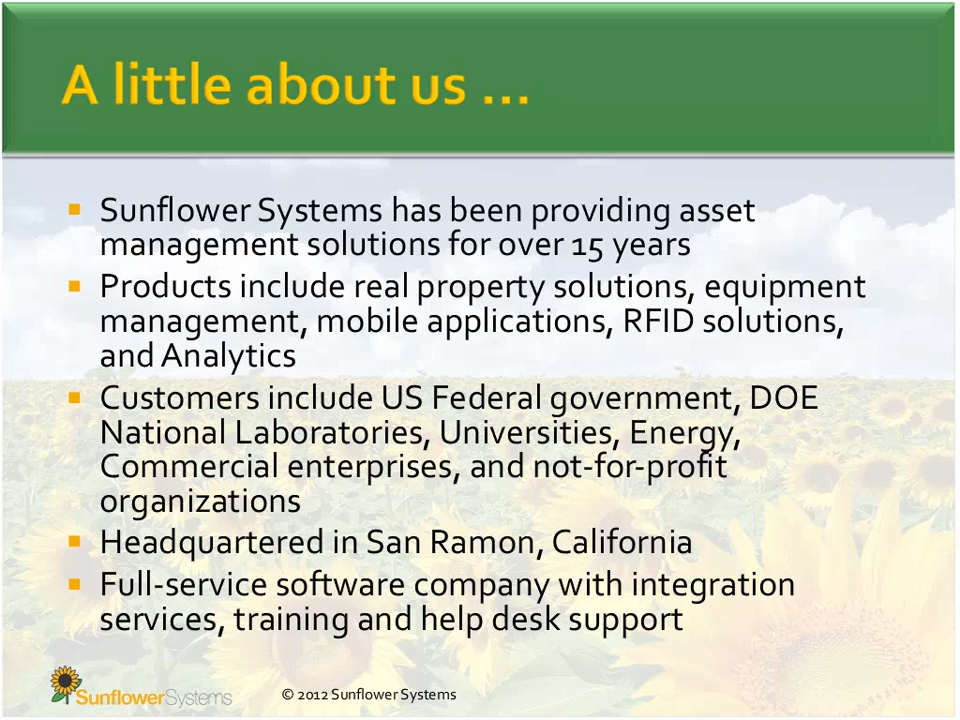 A little about us ...
▪ Sunflower Systems has been providing asset
management solutions for over 15 years
▪ Products include real property solutions, equipment
management, mobile applications, RFID solutions,
and Analytics
▪ Customers include US Federal government, DOE
National Laboratories, Universities, Energy,
Commercial enterprises, and not-for-profit
organizations
▪ Headquartered in San Ramon, California
▪ Full-service software company with integration
services, training and help desk support
SunflowerSystems
© 2012 Sunflower Systems